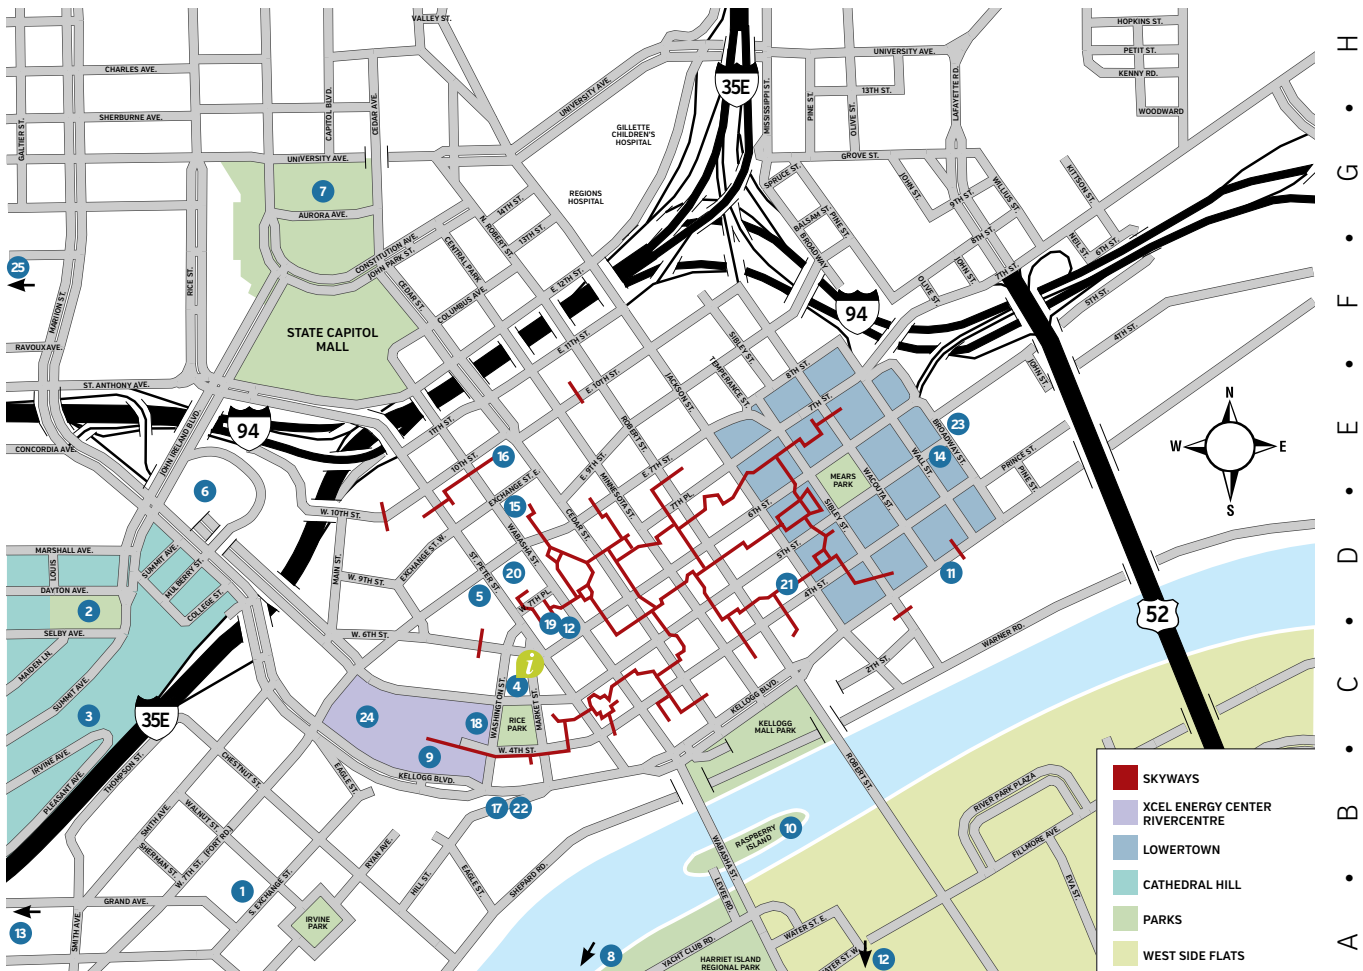 VALLEY ST.
HOPKINS ST.
PETIT ST.
KENNY RD.
WOODWARD
UNIVERSITY AVE.
13TH ST.
LAFAYETTE RD.
MISSISSIPPI ST.
PINE ST.
OLIVE ST.
GROVE ST.
35E
CHARLES AVE.
SHERBURNE AVE.
GALTIER ST.
CAPITOL BLVD.
CEDAR AVE.
UNIVERSITY AVE.
UNIVERSITY AVE.
GILLETTE
CHILDREN'S
HOSPITAL
REGIONS
HOSPITAL
7
AURORA AVE.
CONSTITUTION AVE.
JOHN PARK ST.
14TH ST.
N. ROBERT ST.
13TH ST.
CENTRAL PARK
COLUMBUS AVE.
CEDAR ST.
E. 12TH ST.
E. 11TH ST.
E. 10TH ST.
SPRUCE ST.
BALSAM ST.
PINE ST.
BROADWAY
JOHN ST.
9TH ST.
WILLIUS ST.
KITTSON ST.
8TH ST.
NEIL ST.
6TH ST.
7TH ST.
JOHN ST.
OLIVE ST.
5TH ST.
4TH ST.
JOHN ST.
94
25
MARION ST.
RICE ST.
RAVOUX AVE.
ST. ANTHONY AVE.
CONCORDIA AVE.
STATE CAPITOL
MALL
94
JOHN IRELAND BLVD.
SIBLEY ST.
TEMPERANCE ST.
JACKSON ST.
8TH ST.
7TH ST.
ROBERT ST.
E. 7TH ST.
E. 9TH ST.
7TH PL.
MINNESOTA ST.
6TH ST.
MEARS
PARK
WACOUTA ST.
WALL ST.
BROADWAY ST.
SIBLEY ST.
5TH ST.
4TH ST.
23
14
PRINCE ST.
PINE ST.
11
21
N
W
E
S
11TH ST.
10TH ST.
16
EXCHANGE ST. E.
15
CEDAR ST.
WABASHA ST.
6
W. 10TH ST.
EXCHANGE ST. W.
MAIN ST.
W. 9TH ST.
ST. PETER ST.
20
5
W. 7TH PL.
19
12
W. 6TH ST.
MARSHALL AVE.
LOUIS
DAYTON AVE.
2
SELBY AVE.
SUMMIT AVE.
MULBERRY ST.
COLLEGE ST.
MAIDEN LN.
SUMMIT AVE.
3
IRVINE AVE.
PLEASANT AVE.
THOMPSON ST.
35E
i
4
WASHINGTON ST.
MARKET ST.
RICE
PARK
24
18
9
W. 4TH ST.
KELLOGG BLVD.
17
22
KELLOGG BLVD.
KELLOGG
MALL PARK
2TH ST.
WARNER RD.
52
ROBERT ST.
CHESTNUT ST.
EAGLE ST.
SMITH AVE.
WALNUT ST.
SHERMAN ST.
W. 7TH ST. (FORT RD.)
1
S. EXCHANGE ST.
RYAN AVE.
HILL ST.
EAGLE ST.
SHEPARD RD.
IRVINE
PARK
GRAND AVE.
SMITH AVE.
13
RASPBERRY
ISLAND
10
WABASHA ST.
LEVEE RD.
YACHT CLUB RD.
HARRIET ISLAND
REGIONAL PARK
WATER ST. E.
8
12
RIVER PARK PLAZA
FILLMORE AVE.
EVA ST.
SKYWAYS
XCEL ENERGY CENTER
RIVERCENTRE
LOWERTOWN
CATHEDRAL HILL
PARKS
WEST SIDE FLATS
A • B • C • D • E • F • G • H